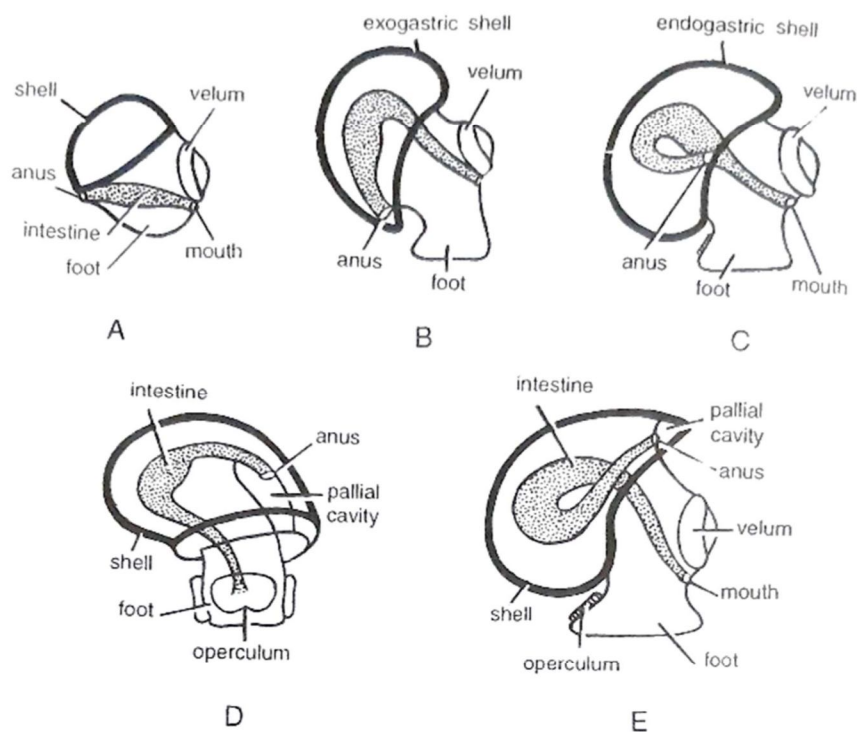 shell
velum
anus
intestine
foot
mouth
A
exogastric shell
velum
anus
foot
B
endogastric shell
velum
anus
foot
mouth
C
intestine
anus
pallial
cavity
shell
foot
operculum
D
intestine
pallial
cavity
anus
velum
mouth
shell
operculum
foot
E